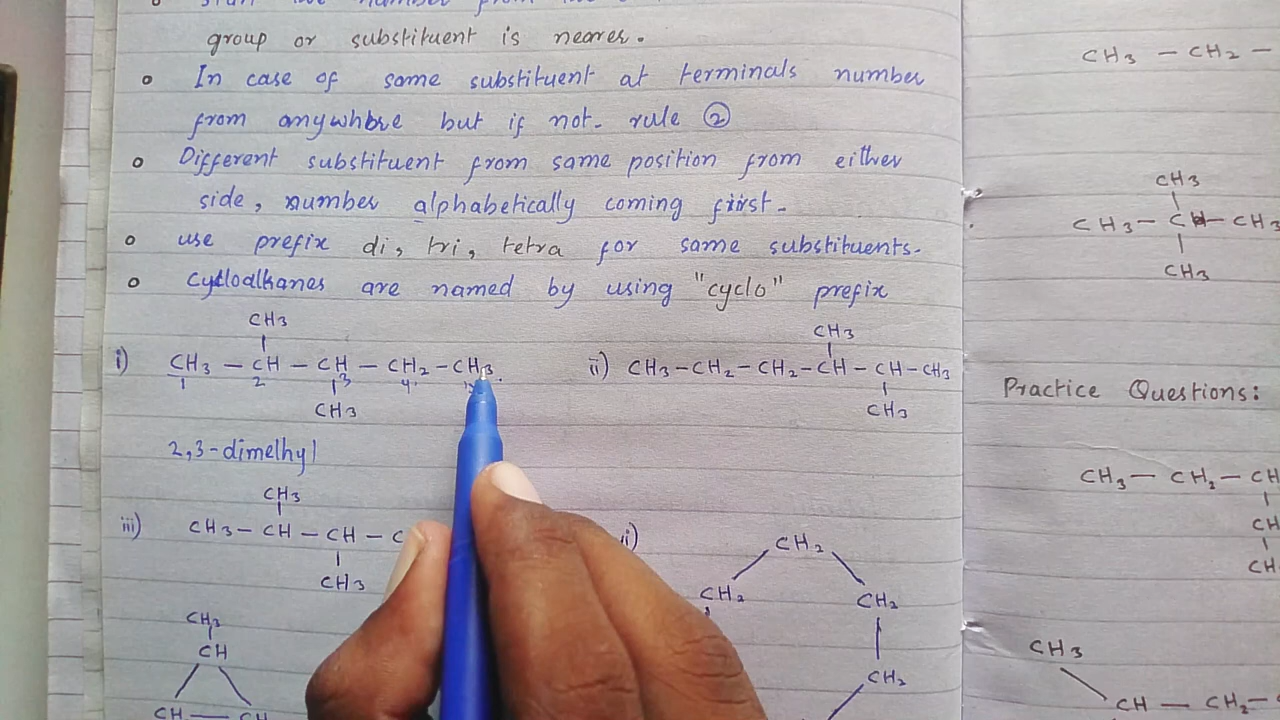 group or substituent is nearer.
In case of same substituent at terminals number
from anywhere but if not. rule ②
Different substituent from same position from either
side, number alphabetically coming first.
use prefix di, tri, tetra for same substituents.
Cycloalkanes are named by using "cyclo" prefix
CH3
i) CH3 - CH - CH - CH2 - CH3
1 2 3 4
CH3
2,3-dimethyl
CH3
ii) CH3-CH2-CH2-CH-CH-CH3
CH3
CH3
iii) CH3-CH-CH-C
CH3
CH3
CH
CH CH
CH2
CH2
CH2
CH2
CH3 - CH2 -
CH3
CH3 - CH - CH3
CH3
Practice Questions:
CH3 - CH2 - CH
CH
CH
CH3
CH - CH2 -